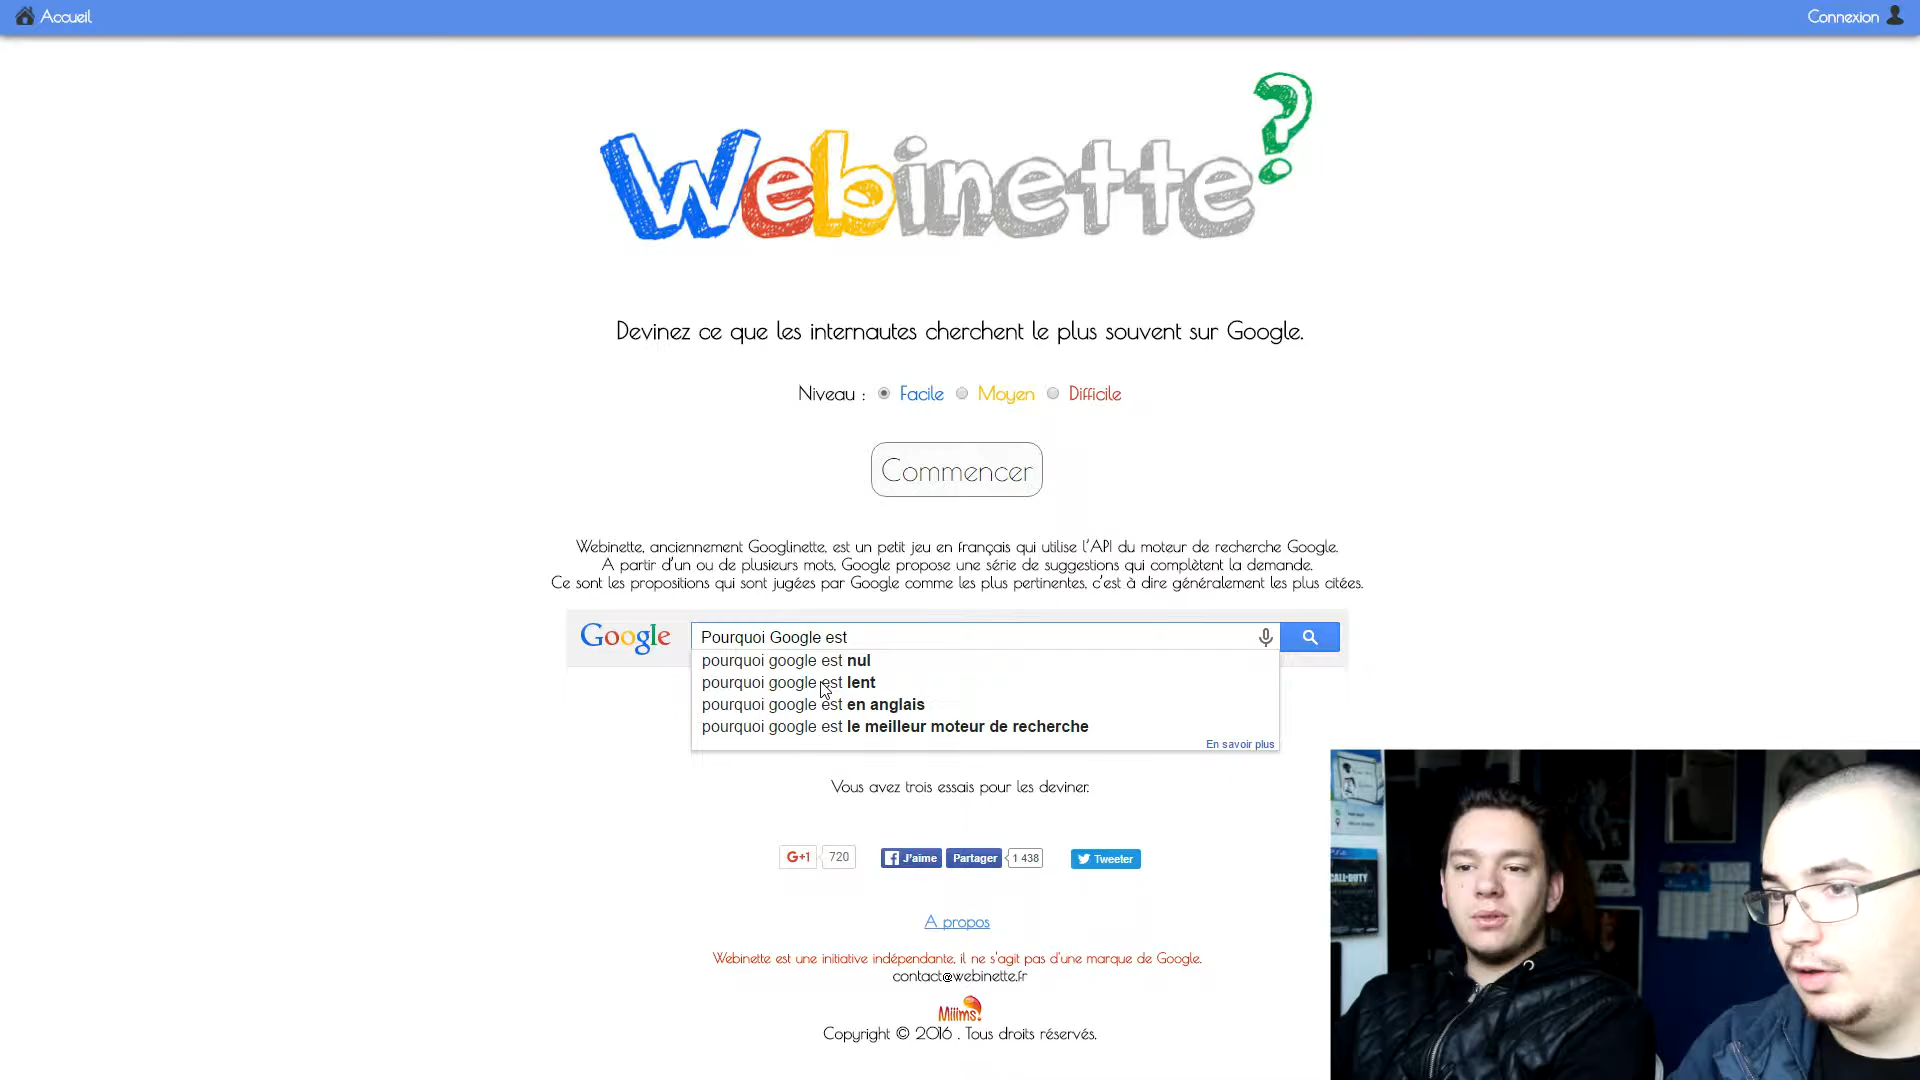 Accueil
Connexion
Webinette?
Devinez ce que les internautes cherchent le plus souvent sur Google.
Niveau : Facile Moyen Difficile
Commencer
Webinette, anciennement Googlinette, est un petit jeu en français qui utilise l'API du moteur de recherche Google.
A partir d'un ou de plusieurs mots, Google propose une série de suggestions qui complètent la demande.
Ce sont les propositions qui sont jugées par Google comme les plus pertinentes, c'est à dire généralement les plus citées.
Google Pourquoi Google est
pourquoi google est nul
pourquoi google est lent
pourquoi google est en anglais
pourquoi google est le meilleur moteur de recherche
En savoir plus
Vous avez trois essais pour les deviner.
G+1 720 J'aime Partager 1 438 Tweeter
A propos
Webinette est une initiative indépendante, il ne s'agit pas d'une marque de Google.
contact@webinette.fr
Miiims!
Copyright © 2016 . Tous droits réservés.
CALL-DUTY